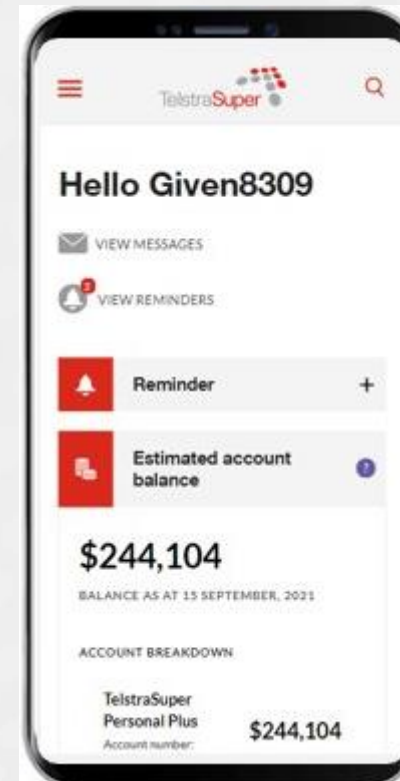 TelstraSuper
Hello Given8309
VIEW MESSAGES
VIEW REMINDERS
Reminder +
Estimated account
balance ?
$244,104
BALANCE AS AT 15 SEPTEMBER, 2021
ACCOUNT BREAKDOWN
TelstraSuper
Personal Plus
$244,104
Account number: